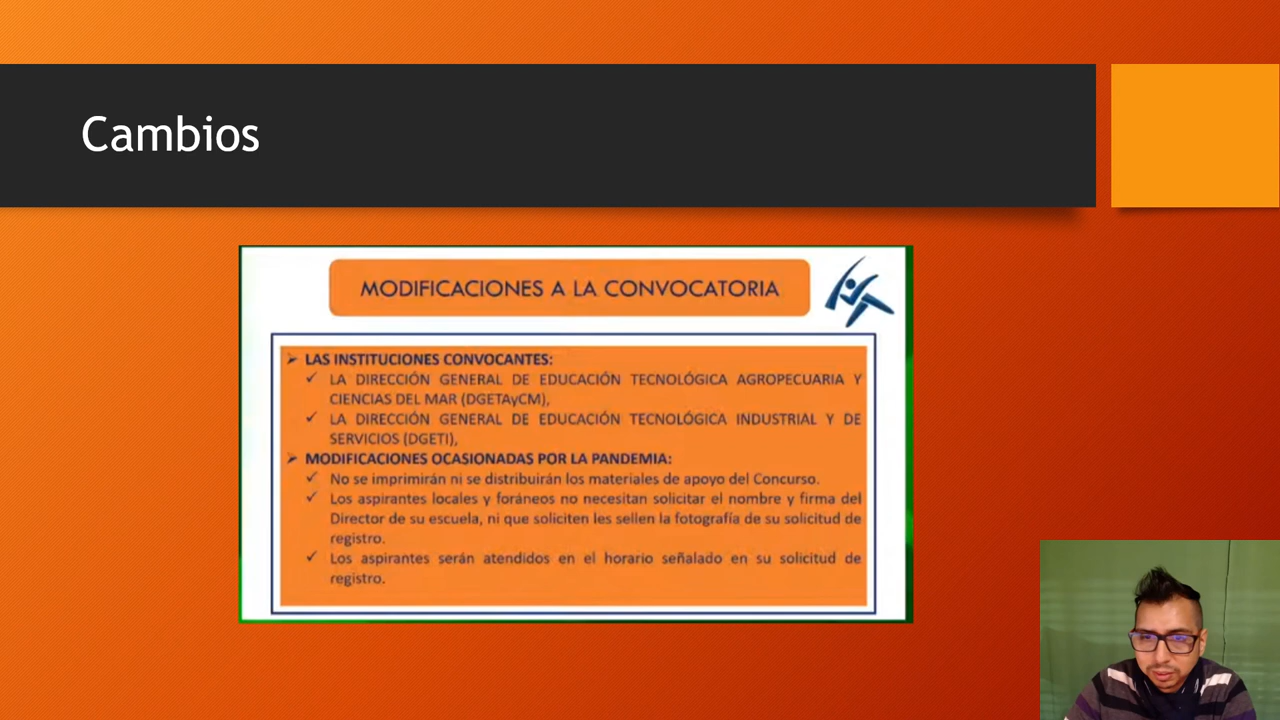 Cambios
MODIFICACIONES A LA CONVOCATORIA
➢ LAS INSTITUCIONES CONVOCANTES:
✓ LA DIRECCIÓN GENERAL DE EDUCACIÓN TECNOLÓGICA AGROPECUARIA Y
CIENCIAS DEL MAR (DGETAyCM),
✓ LA DIRECCIÓN GENERAL DE EDUCACIÓN TECNOLÓGICA INDUSTRIAL Y DE
SERVICIOS (DGETI),
➢ MODIFICACIONES OCASIONADAS POR LA PANDEMIA:
✓ No se imprimirán ni se distribuirán los materiales de apoyo del Concurso.
✓ Los aspirantes locales y foráneos no necesitan solicitar el nombre y firma del
Director de su escuela, ni que soliciten les sellen la fotografía de su solicitud de
registro.
✓ Los aspirantes serán atendidos en el horario señalado en su solicitud de
registro.